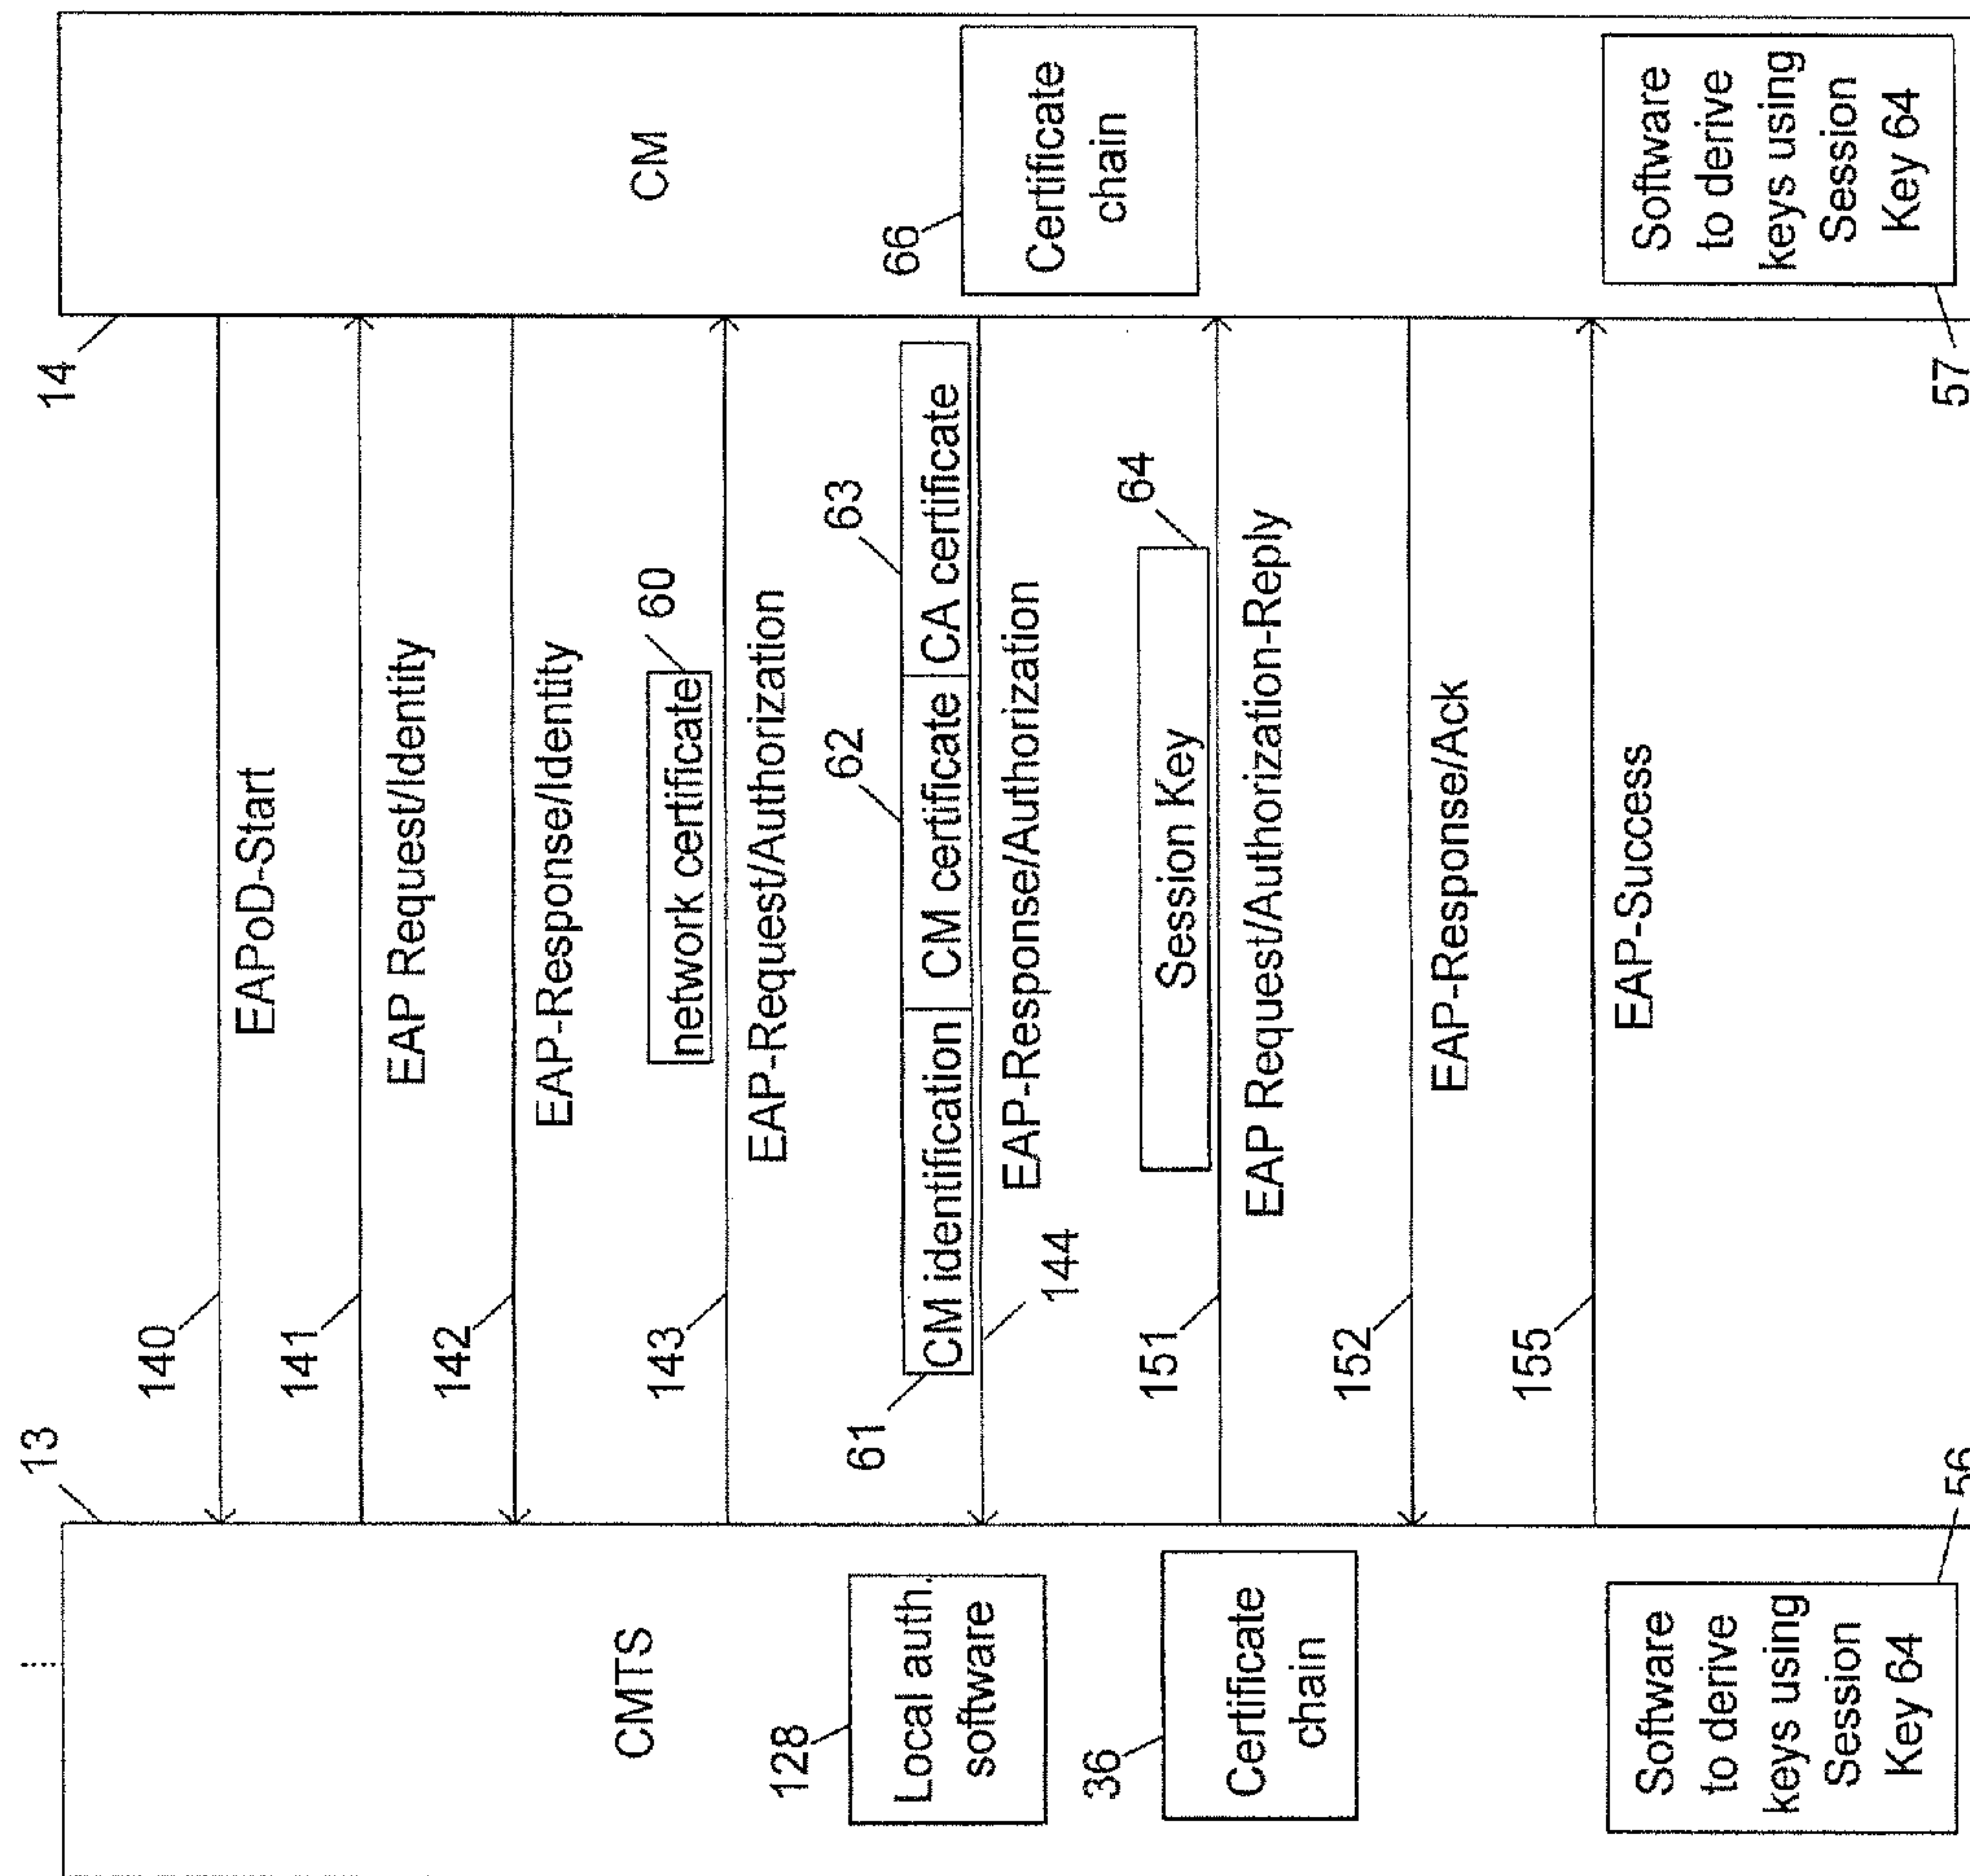 13
14
CMTS
CM
140
EAPoD-Start
141
EAP Request/Identity
142
EAP-Response/Identity
network certificate
60
143
EAP-Request/Authorization
128
Local auth.
software
61
CM identification
62
CM certificate
63
CA certificate
144
EAP-Response/Authorization
66
Certificate
chain
36
Certificate
chain
Session Key
64
151
EAP Request/Authorization-Reply
152
EAP-Response/Ack
155
EAP-Success
Software
to derive
keys using
Session
Key 64
56
Software
to derive
keys using
Session
Key 64
57